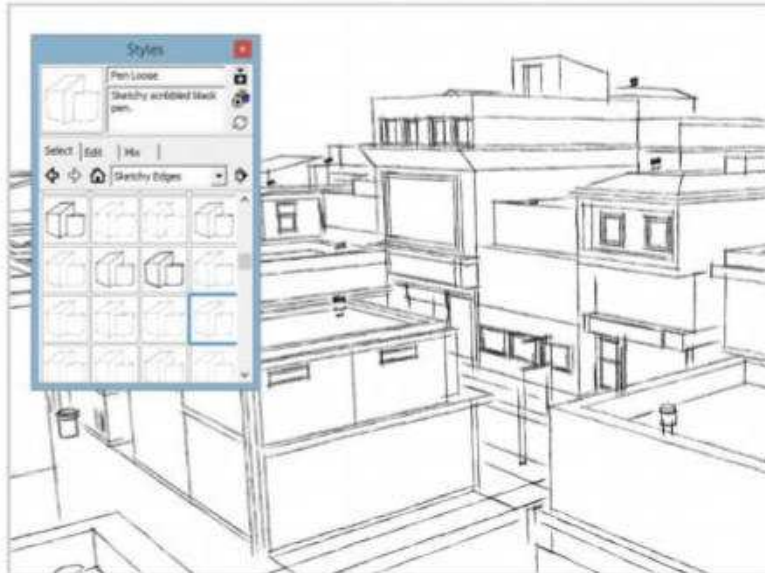 Styles
Pen Loose
Sketchy scribbled black
pen.
Select Edit Mix
Sketchy Edges